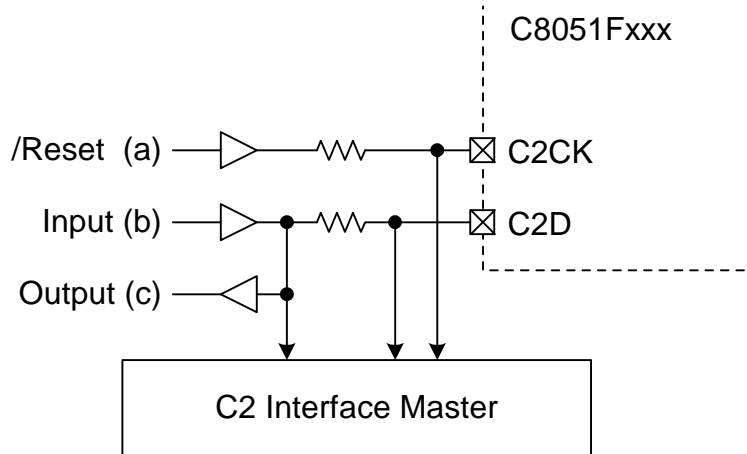 C8051Fxxx
/Reset (a)
C2CK
Input (b)
C2D
Output (c)
C2 Interface Master